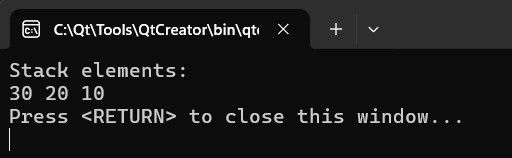 C:\Qt\Tools\QtCreator\bin\qt
Stack elements:
30 20 10
Press <RETURN> to close this window...